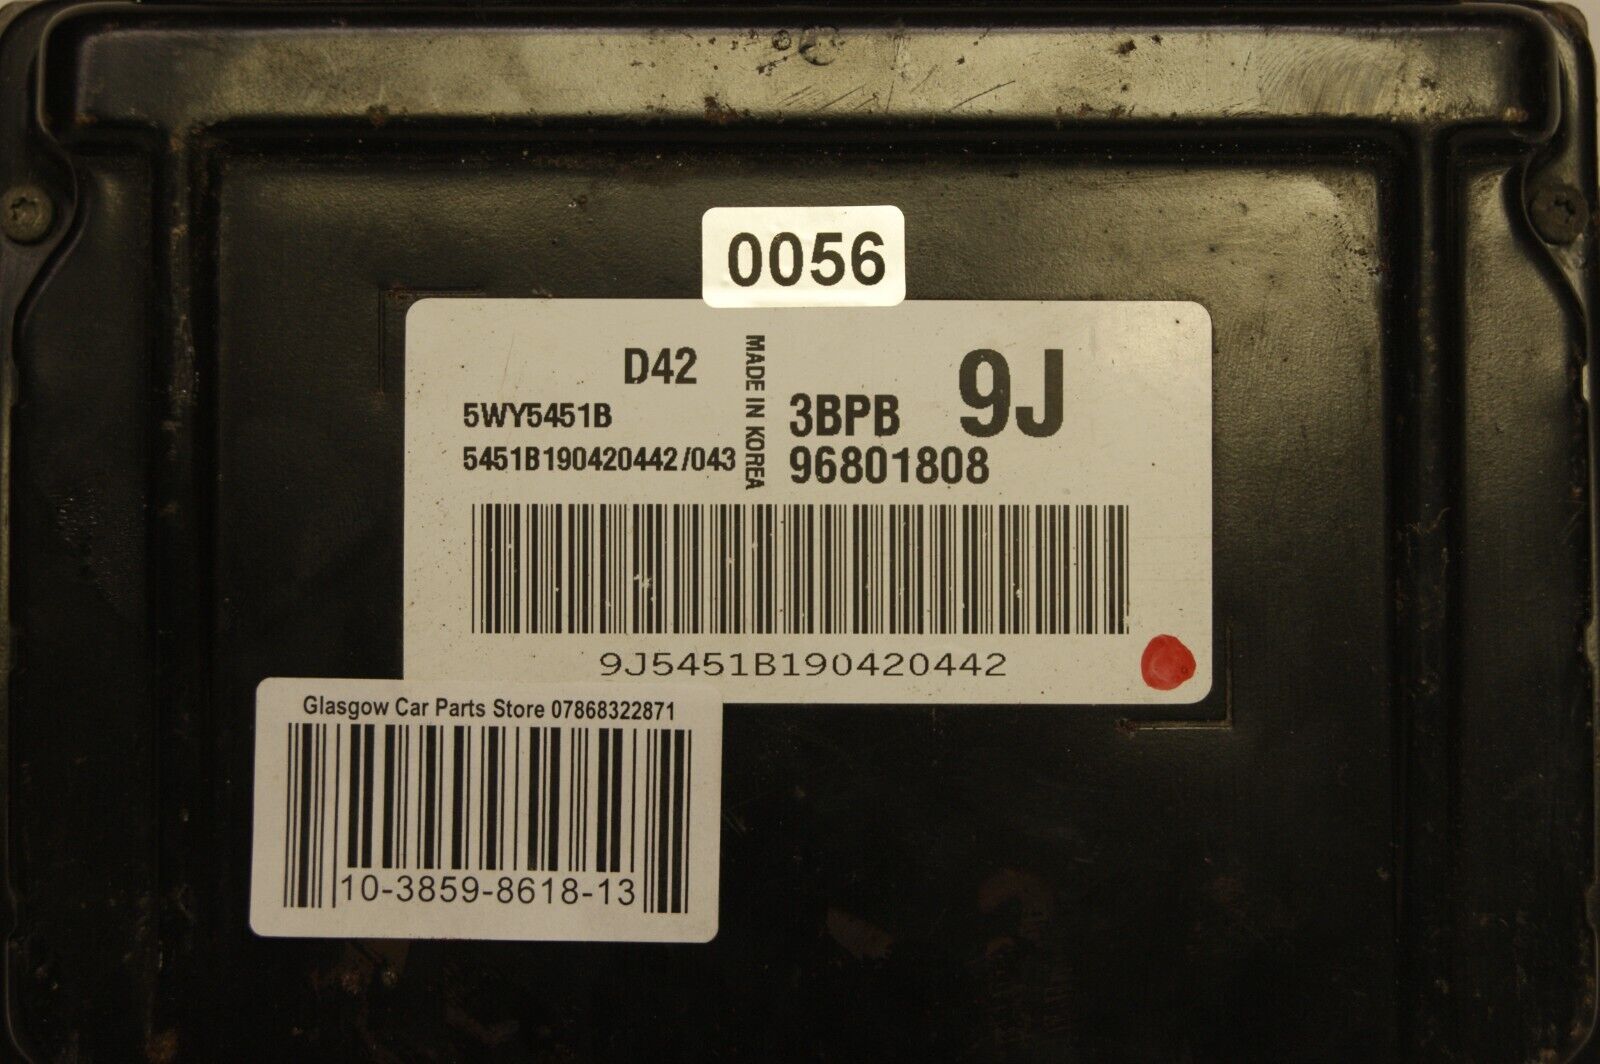 0056
D42
5WY5451B
5451B190420442/043
MADE IN KOREA
3BPB 9J
96801808
9J5451B190420442
Glasgow Car Parts Store 07868322871
10-3859-8618-13